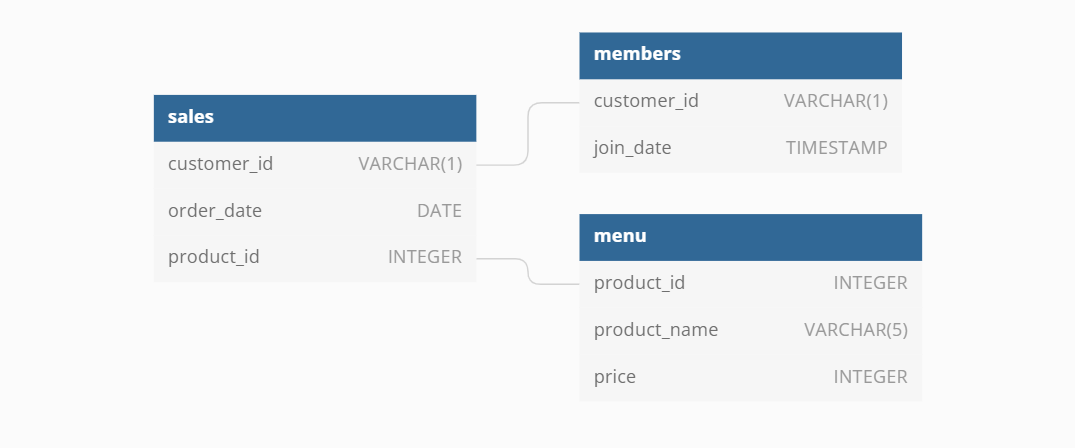 sales
customer_id VARCHAR(1)
order_date DATE
product_id INTEGER
members
customer_id VARCHAR(1)
join_date TIMESTAMP
menu
product_id INTEGER
product_name VARCHAR(5)
price INTEGER